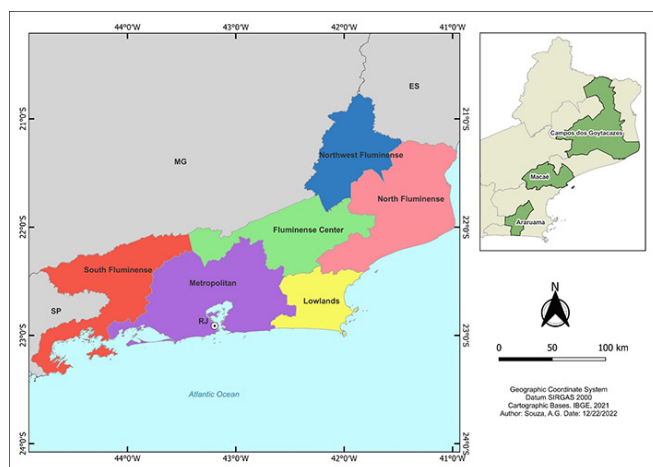 44°0'W
43°0'W
42°0'W
41°0'W
ES
21°0'S
21°0'S
MG
Northwest Fluminense
North Fluminense
22°0'S
22°0'S
Fluminense Center
South Fluminense
Metropolitan
Lowlands
SP
RJ
23°0'S
23°0'S
Atlantic Ocean
24°0'S
24°0'S
44°0'W
43°0'W
42°0'W
41°0'W
Campos dos Goytacazes
Macaé
Araruama
N
0 50 100 km
Geographic Coordinate System
Datum SIRGAS 2000
Cartographic Bases. IBGE, 2021
Author: Souza, A.G. Date: 12/22/2022